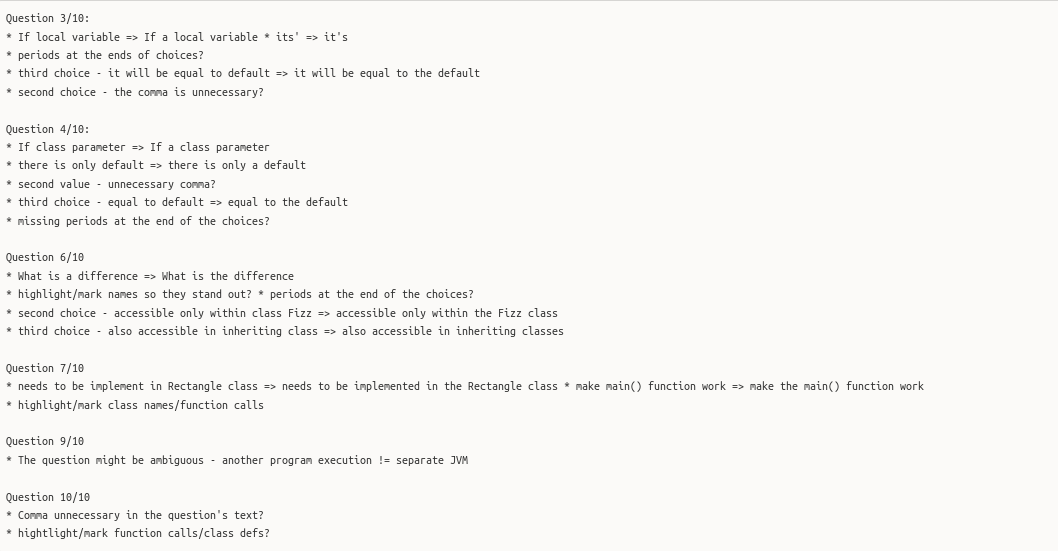 Question 3/10:
* If local variable => If a local variable * its' => it's
* periods at the ends of choices?
* third choice - it will be equal to default => it will be equal to the default
* second choice - the comma is unnecessary?
Question 4/10:
* If class parameter => If a class parameter
* there is only default => there is only a default
* second value - unnecessary comma?
* third choice - equal to default => equal to the default
* missing periods at the end of the choices?
Question 6/10
* What is a difference => What is the difference
* highlight/mark names so they stand out? * periods at the end of the choices?
* second choice - accessible only within class Fizz => accessible only within the Fizz class
* third choice - also accessible in inheriting class => also accessible in inheriting classes
Question 7/10
* needs to be implement in Rectangle class => needs to be implemented in the Rectangle class * make main() function work => make the main() function work
* highlight/mark class names/function calls
Question 9/10
* The question might be ambiguous - another program execution != separate JVM
Question 10/10
* Comma unnecessary in the question's text?
* hightlight/mark function calls/class defs?